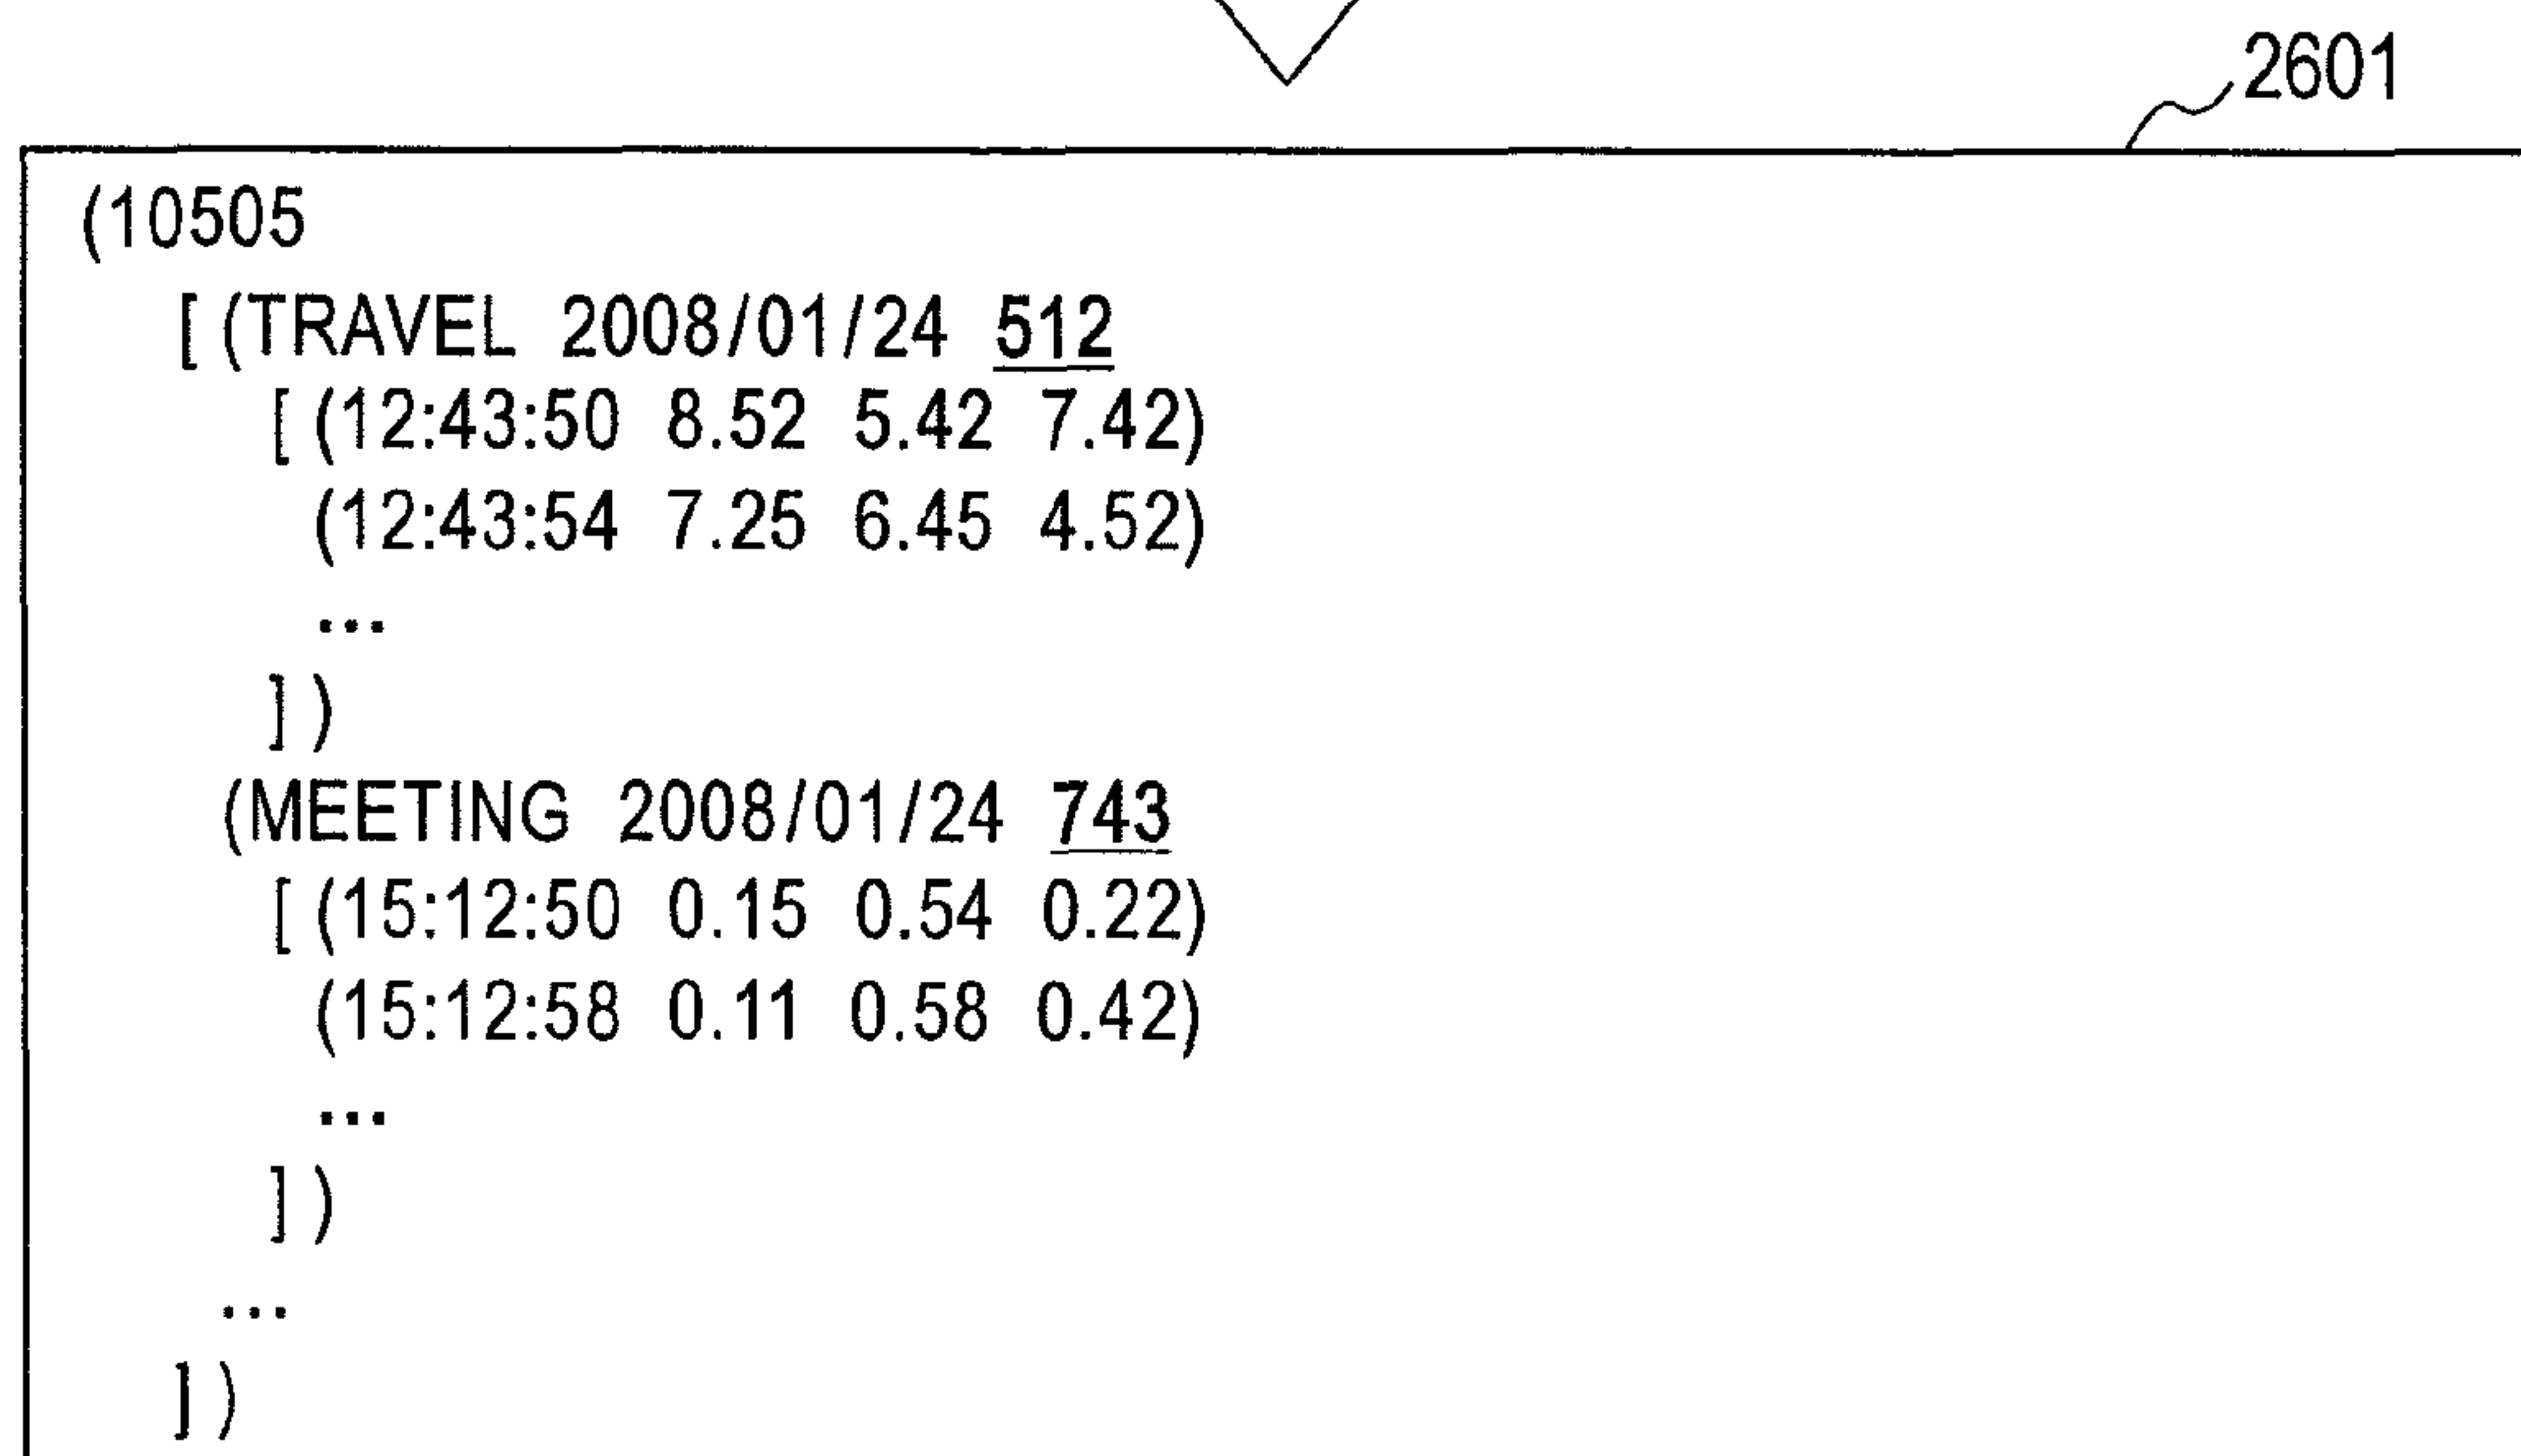 2601
(10505
[ (TRAVEL 2008/01/24 512
[ (12:43:50 8.52 5.42 7.42)
(12:43:54 7.25 6.45 4.52)
...
] )
(MEETING 2008/01/24 743
[ (15:12:50 0.15 0.54 0.22)
(15:12:58 0.11 0.58 0.42)
...
] )
...
] )